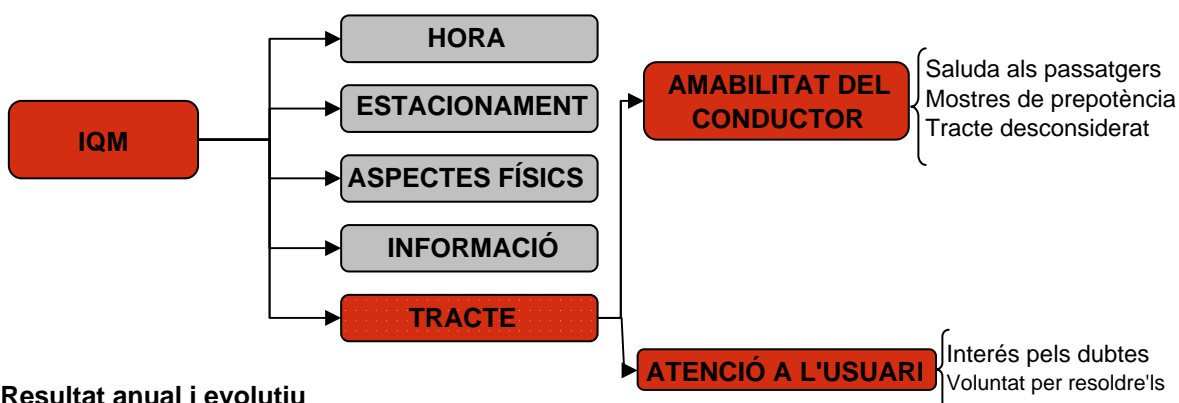 IQM
HORA
ESTACIONAMENT
ASPECTES FÍSICS
INFORMACIÓ
TRACTE
AMABILITAT DEL
CONDUCTOR
Saluda als passatgers
Mostres de prepotència
Tracte desconsiderat
ATENCIÓ A L'USUARI
Interés pels dubtes
Voluntat per resoldre'ls
Resultat anual i evolutiu